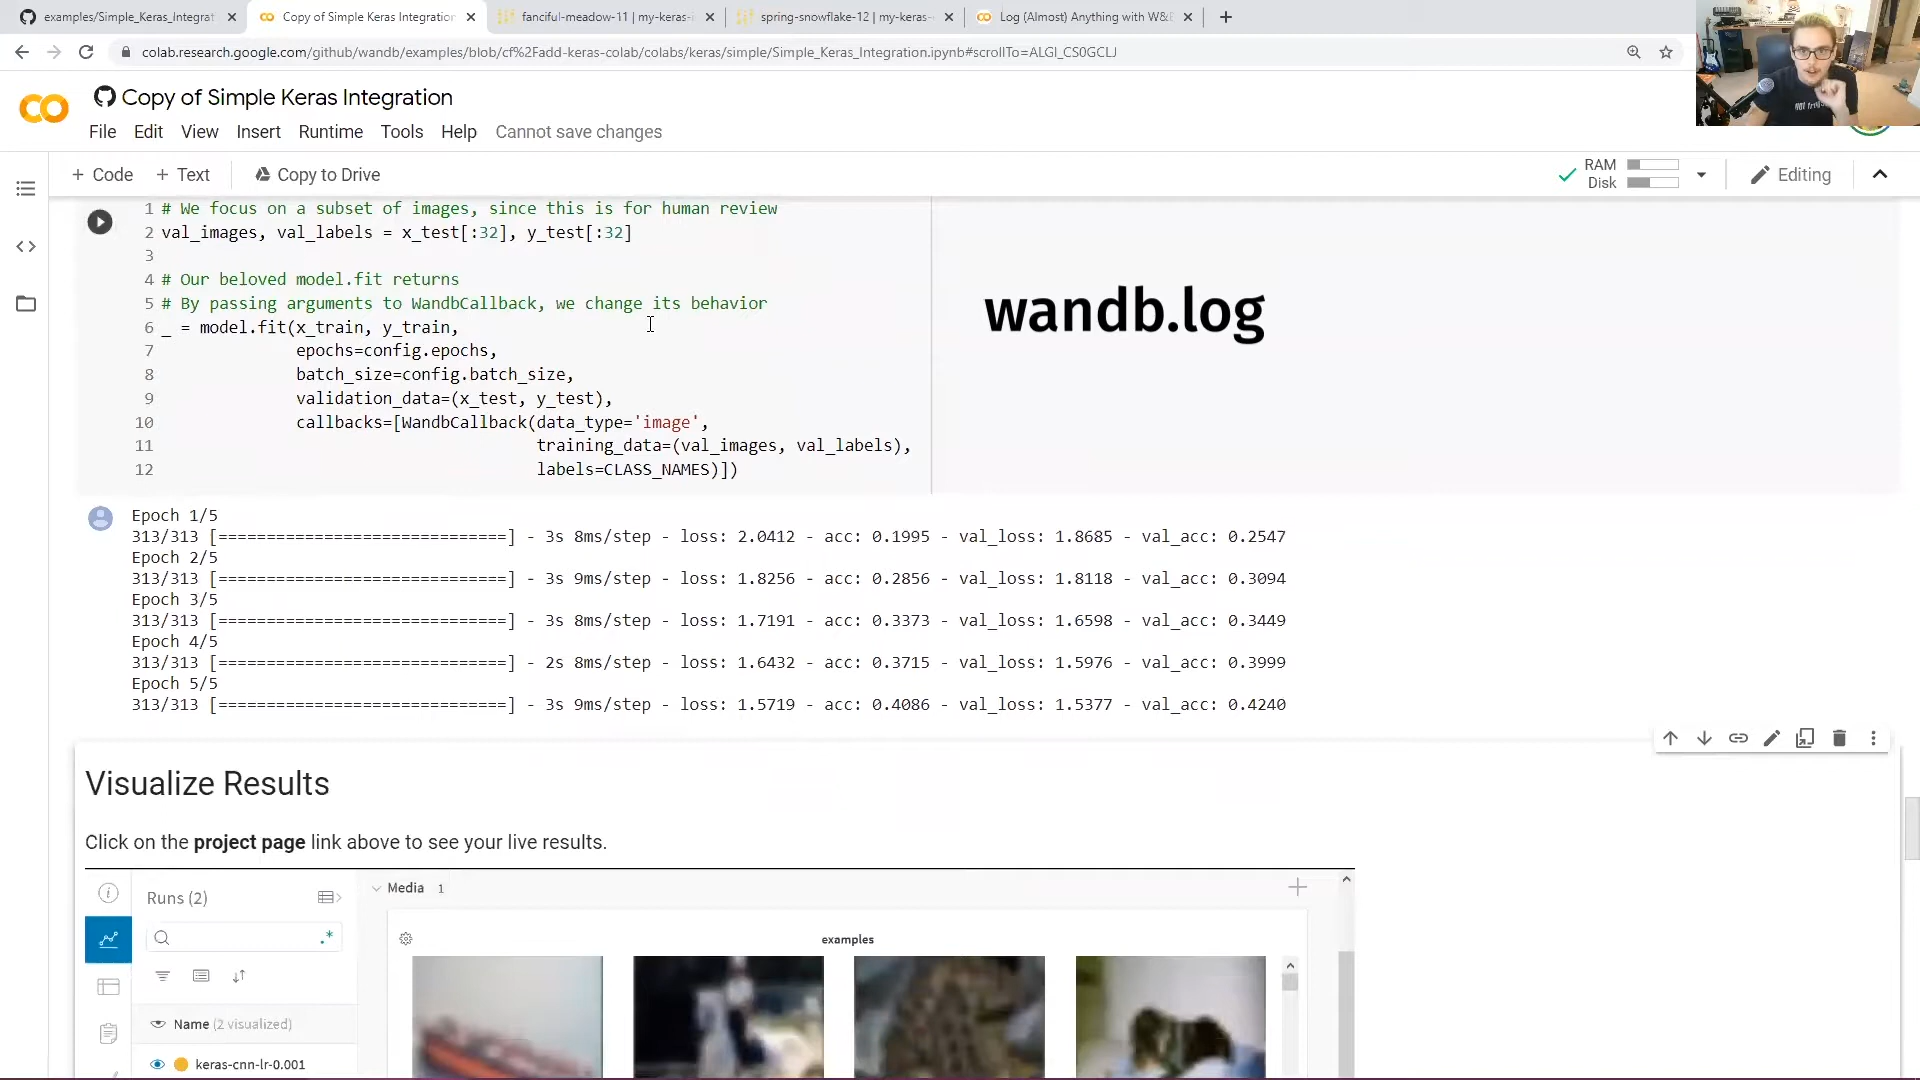 examples/Simple_Keras_Integrat
Copy of Simple Keras Integration
fanciful-meadow-11 | my-keras-
spring-snowflake-12 | my-keras-
Log (Almost) Anything with W&
colab.research.google.com/github/wandb/examples/blob/cf%2Fadd-keras-colab/colabs/keras/simple/Simple_Keras_Integration.ipynb#scrollTo=ALGI_CS0GCLJ
Copy of Simple Keras Integration
File Edit View Insert Runtime Tools Help Cannot save changes
+ Code + Text Copy to Drive
RAM
Disk
Editing
1 # We focus on a subset of images, since this is for human review
2 val_images, val_labels = x_test[:32], y_test[:32]
3
4 # Our beloved model.fit returns
5 # By passing arguments to WandbCallback, we change its behavior
6 _ = model.fit(x_train, y_train,
7 epochs=config.epochs,
8 batch_size=config.batch_size,
9 validation_data=(x_test, y_test),
10 callbacks=[WandbCallback(data_type='image',
11 training_data=(val_images, val_labels),
12 labels=CLASS_NAMES)])
wandb.log
Epoch 1/5
313/313 [==============================] - 3s 8ms/step - loss: 2.0412 - acc: 0.1995 - val_loss: 1.8685 - val_acc: 0.2547
Epoch 2/5
313/313 [==============================] - 3s 9ms/step - loss: 1.8256 - acc: 0.2856 - val_loss: 1.8118 - val_acc: 0.3094
Epoch 3/5
313/313 [==============================] - 3s 8ms/step - loss: 1.7191 - acc: 0.3373 - val_loss: 1.6598 - val_acc: 0.3449
Epoch 4/5
313/313 [==============================] - 2s 8ms/step - loss: 1.6432 - acc: 0.3715 - val_loss: 1.5976 - val_acc: 0.3999
Epoch 5/5
313/313 [==============================] - 3s 9ms/step - loss: 1.5719 - acc: 0.4086 - val_loss: 1.5377 - val_acc: 0.4240
Visualize Results
Click on the project page link above to see your live results.
Runs (2)
Media 1
.*
examples
Name (2 visualized)
keras-cnn-lr-0.001